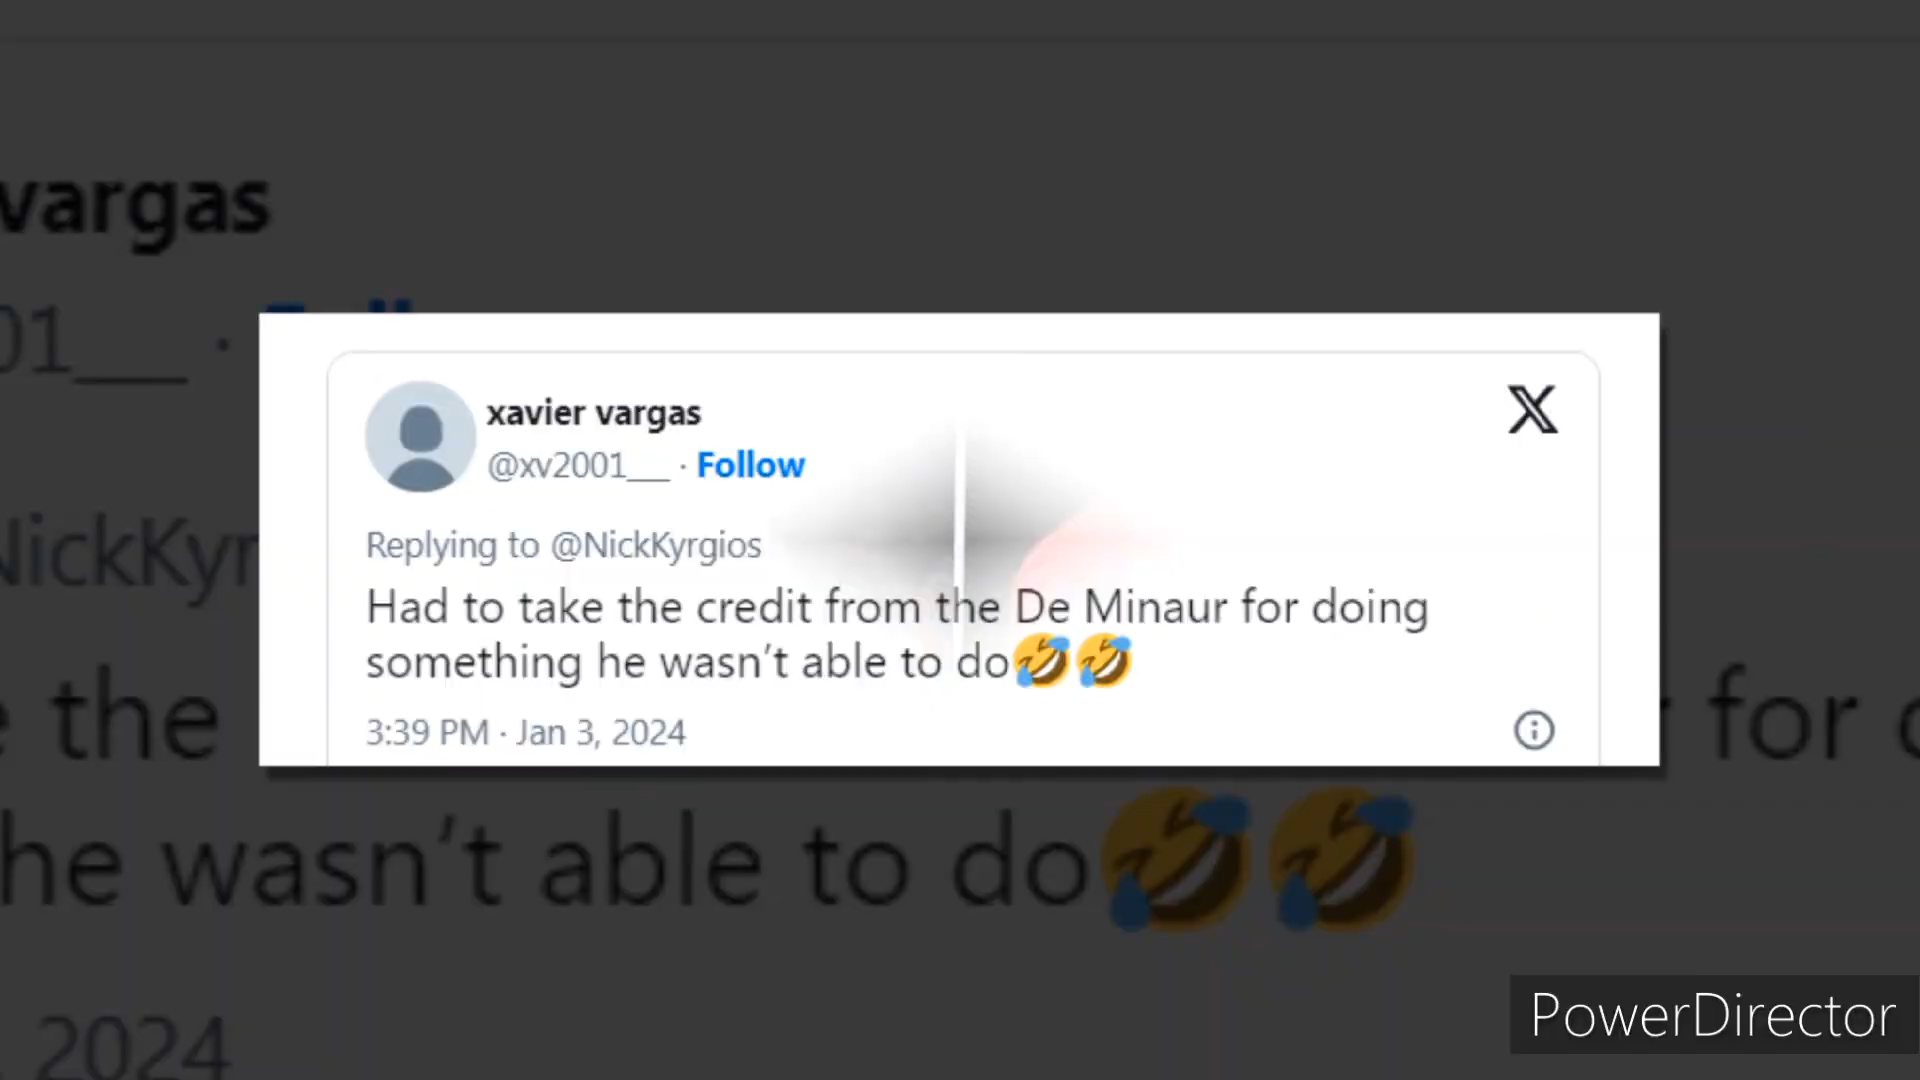 vargas
01___ ·
NickKyr
the
for
he wasn't able to do🤣🤣
2024
xavier vargas
@xv2001___ · Follow
Replying to @NickKyrgios
Had to take the credit from the De Minaur for doing
something he wasn't able to do🤣🤣
3:39 PM · Jan 3, 2024
PowerDirector